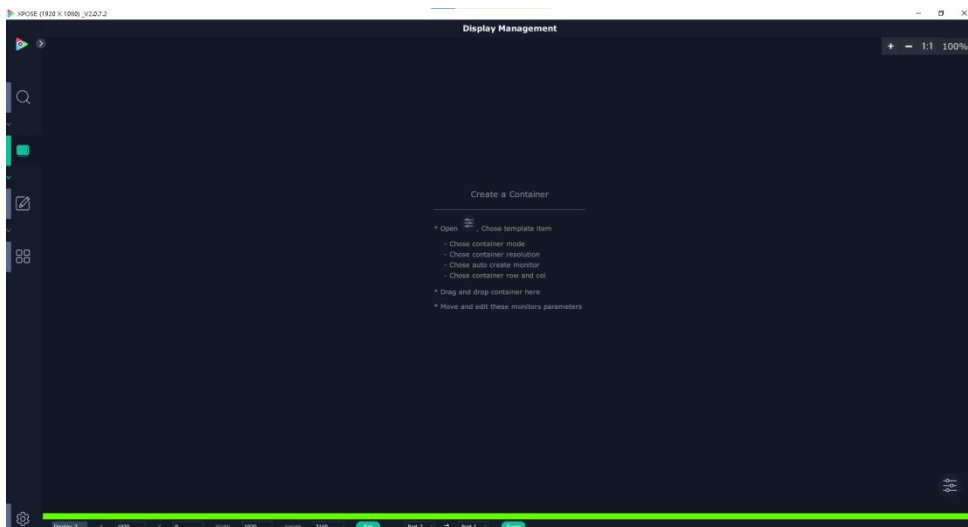 XPOSE (1920 X 1080) _V2.0.7.2
Display Management
+ - 1:1 100%
Create a Container
* Open , Chose template item
- Chose container mode
- Chose container resolution
- Chose auto create monitor
- Chose container row and col
* Drag and drop container here
* Move and edit these monitors parameters